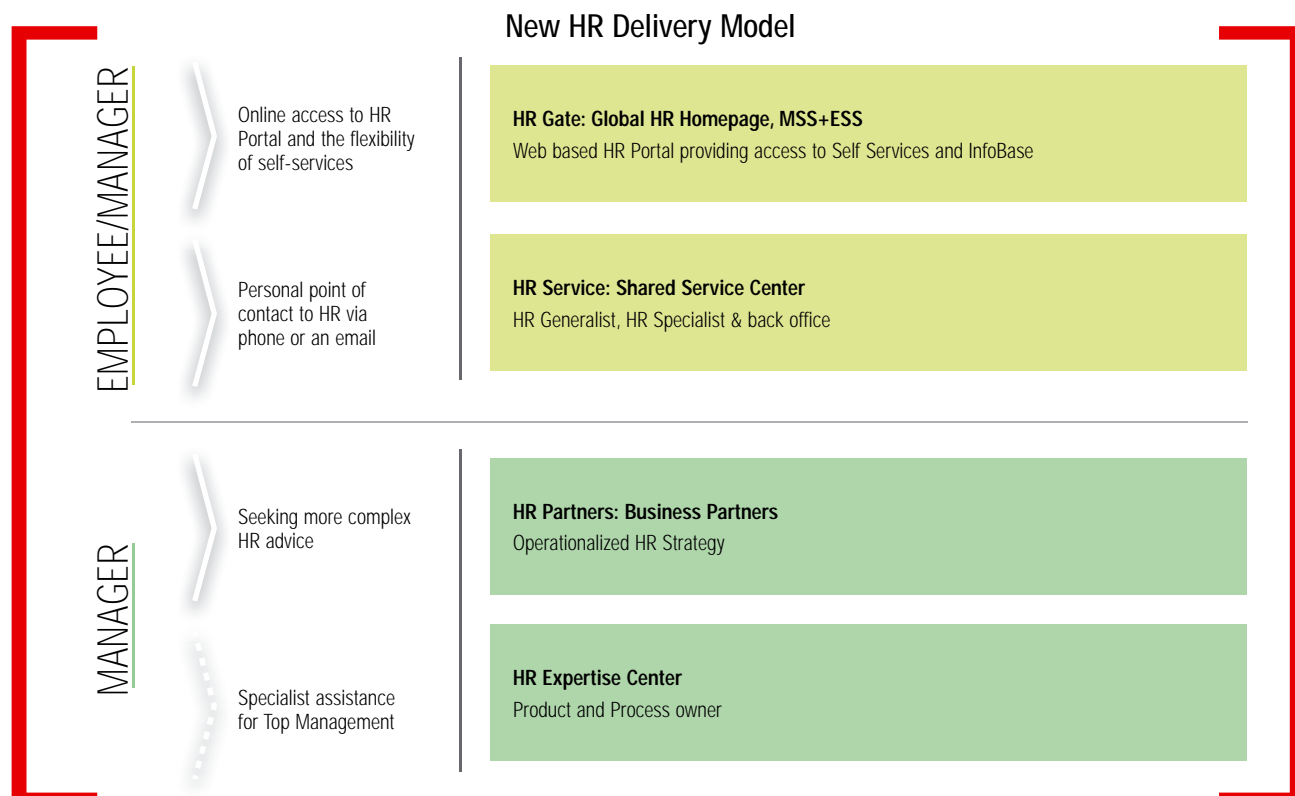 New HR Delivery Model
EMPLOYEE/MANAGER
Online access to HR
Portal and the flexibility
of self-services
HR Gate: Global HR Homepage, MSS+ESS
Web based HR Portal providing access to Self Services and InfoBase
Personal point of
contact to HR via
phone or an email
HR Service: Shared Service Center
HR Generalist, HR Specialist & back office
MANAGER
Seeking more complex
HR advice
HR Partners: Business Partners
Operationalized HR Strategy
Specialist assistance
for Top Management
HR Expertise Center
Product and Process owner